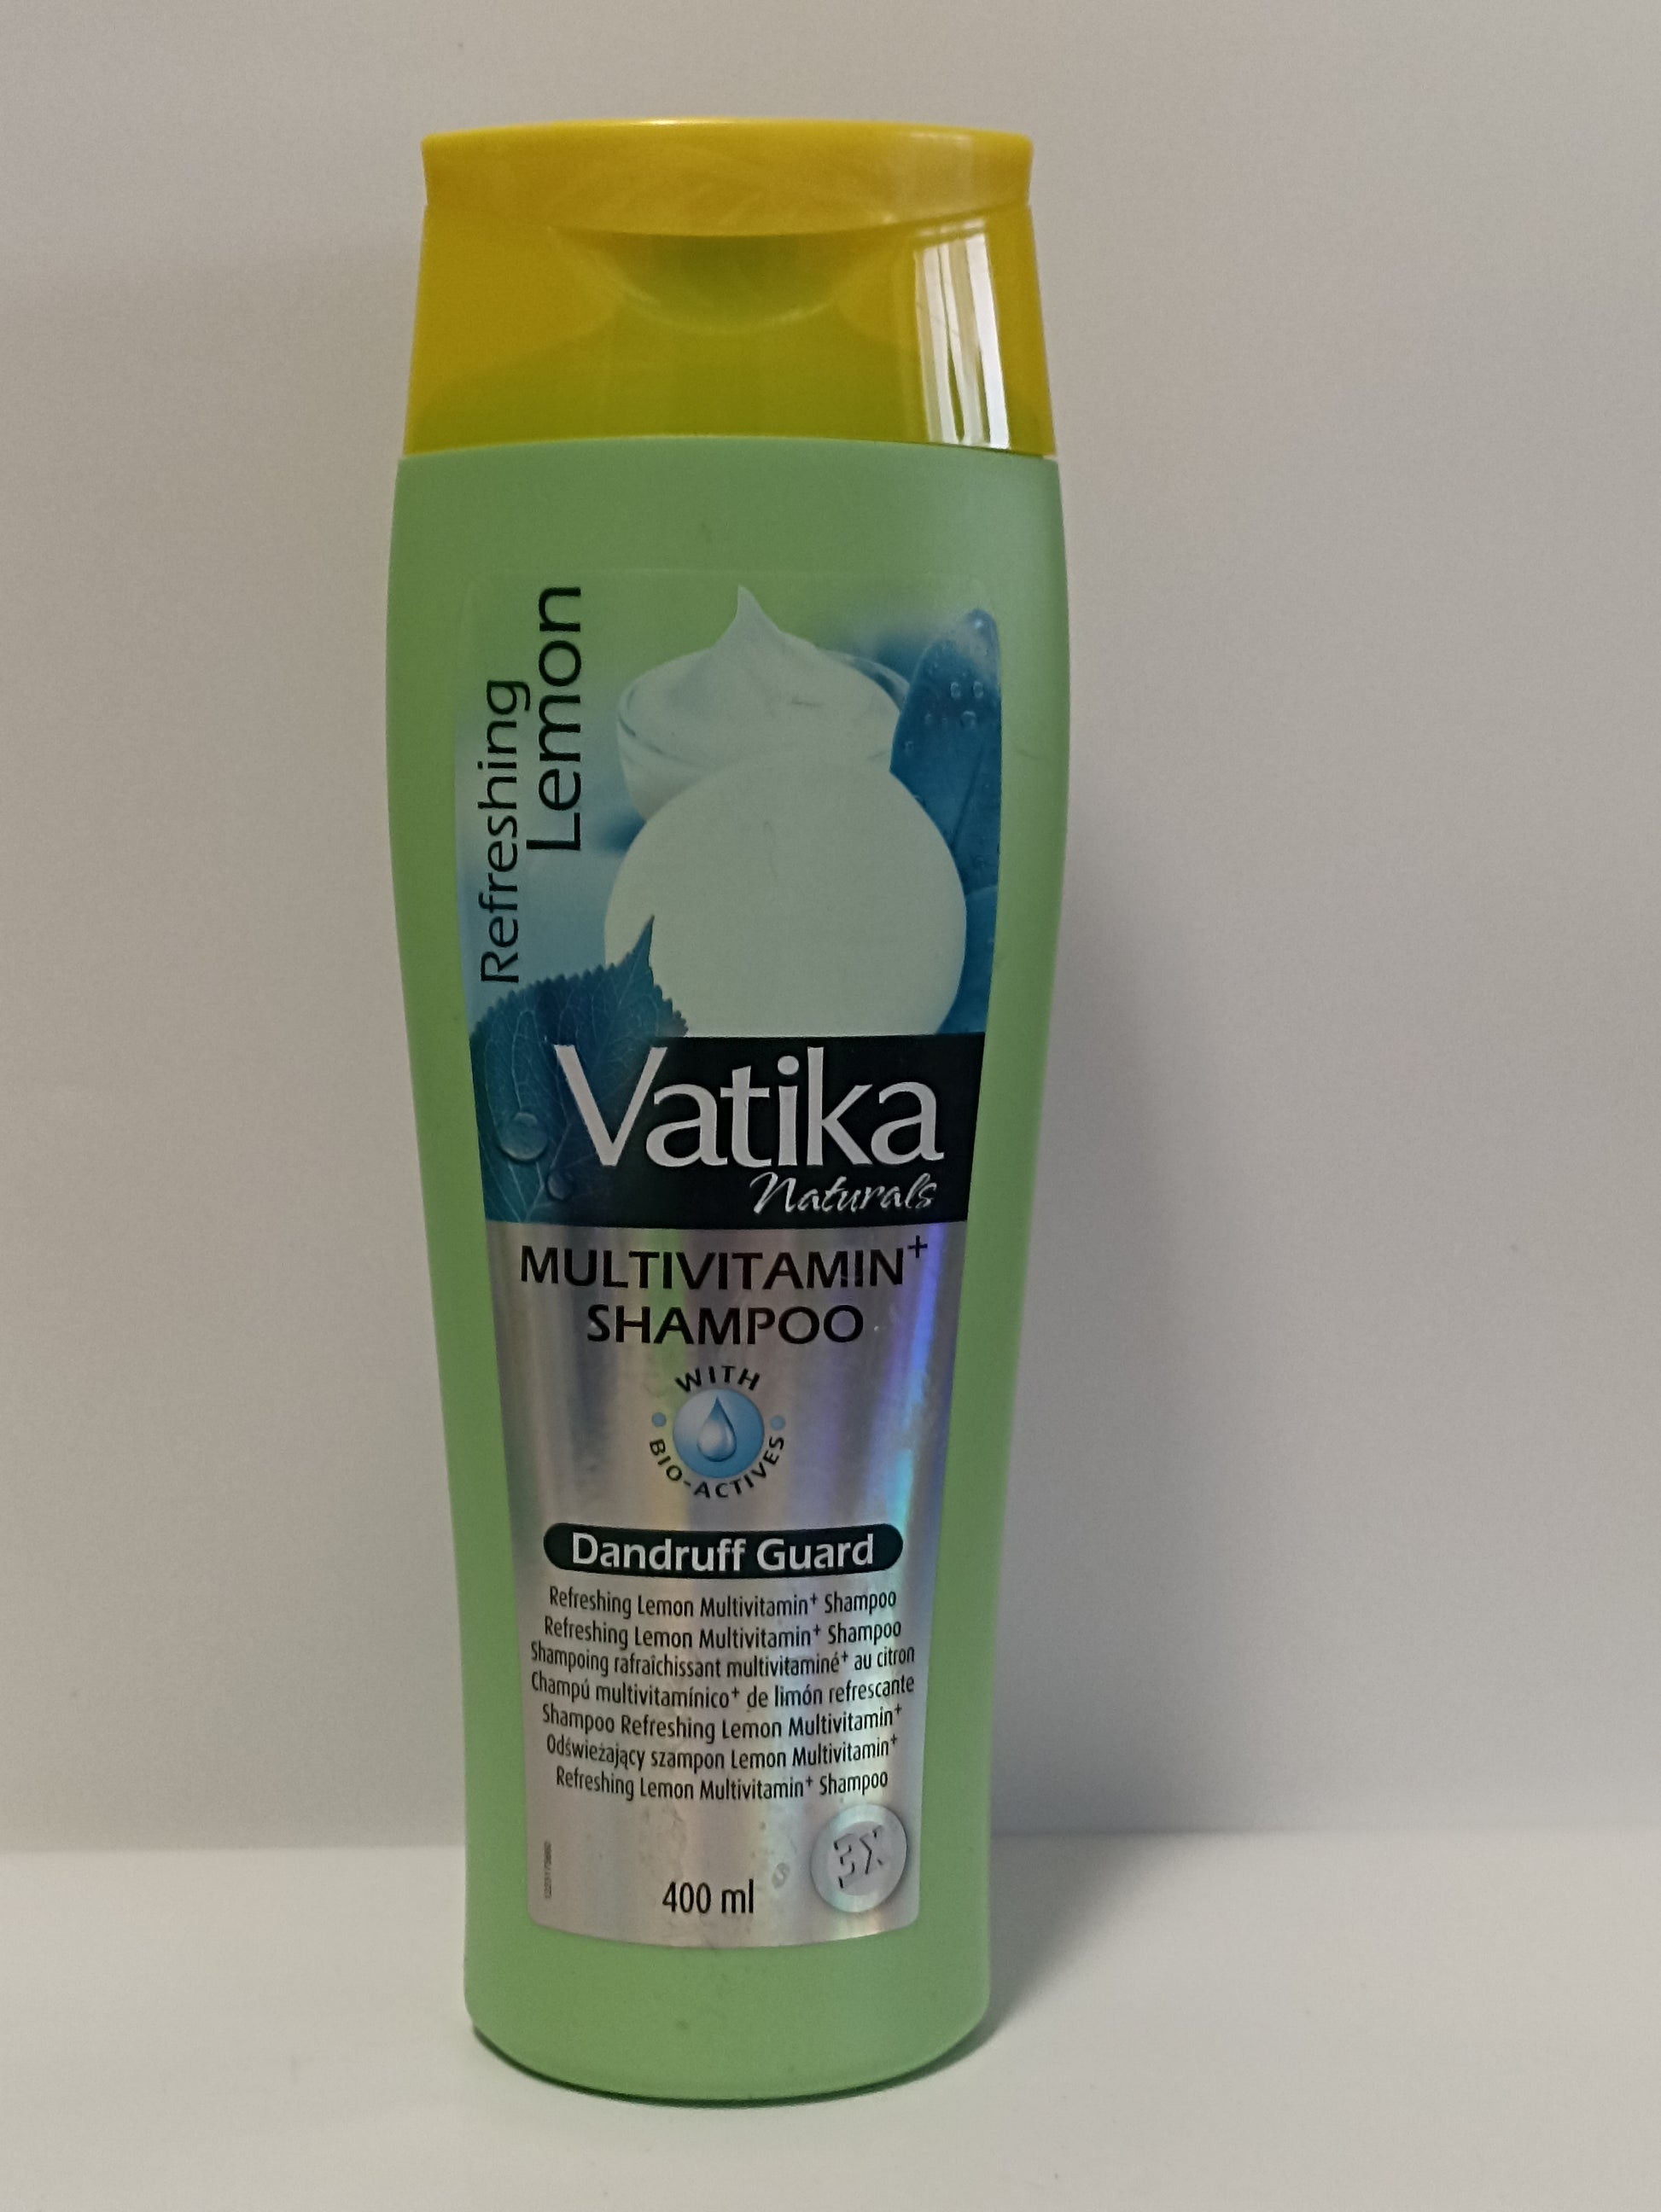 Refreshing
Lemon
Vatika
Naturals
MULTIVITAMIN⁺
SHAMPOO
WITH
BIO-ACTIVES
Dandruff Guard
Refreshing Lemon Multivitamin⁺ Shampoo
Refreshing Lemon Multivitamin⁺ Shampoo
Shampoing rafraîchissant multivitaminé⁺ au citron
Champú multivitamínico⁺ de limón refrescante
Shampoo Refreshing Lemon Multivitamin⁺
Odświeżający szampon Lemon Multivitamin⁺
Refreshing Lemon Multivitamin⁺ Shampoo
3X
400 ml